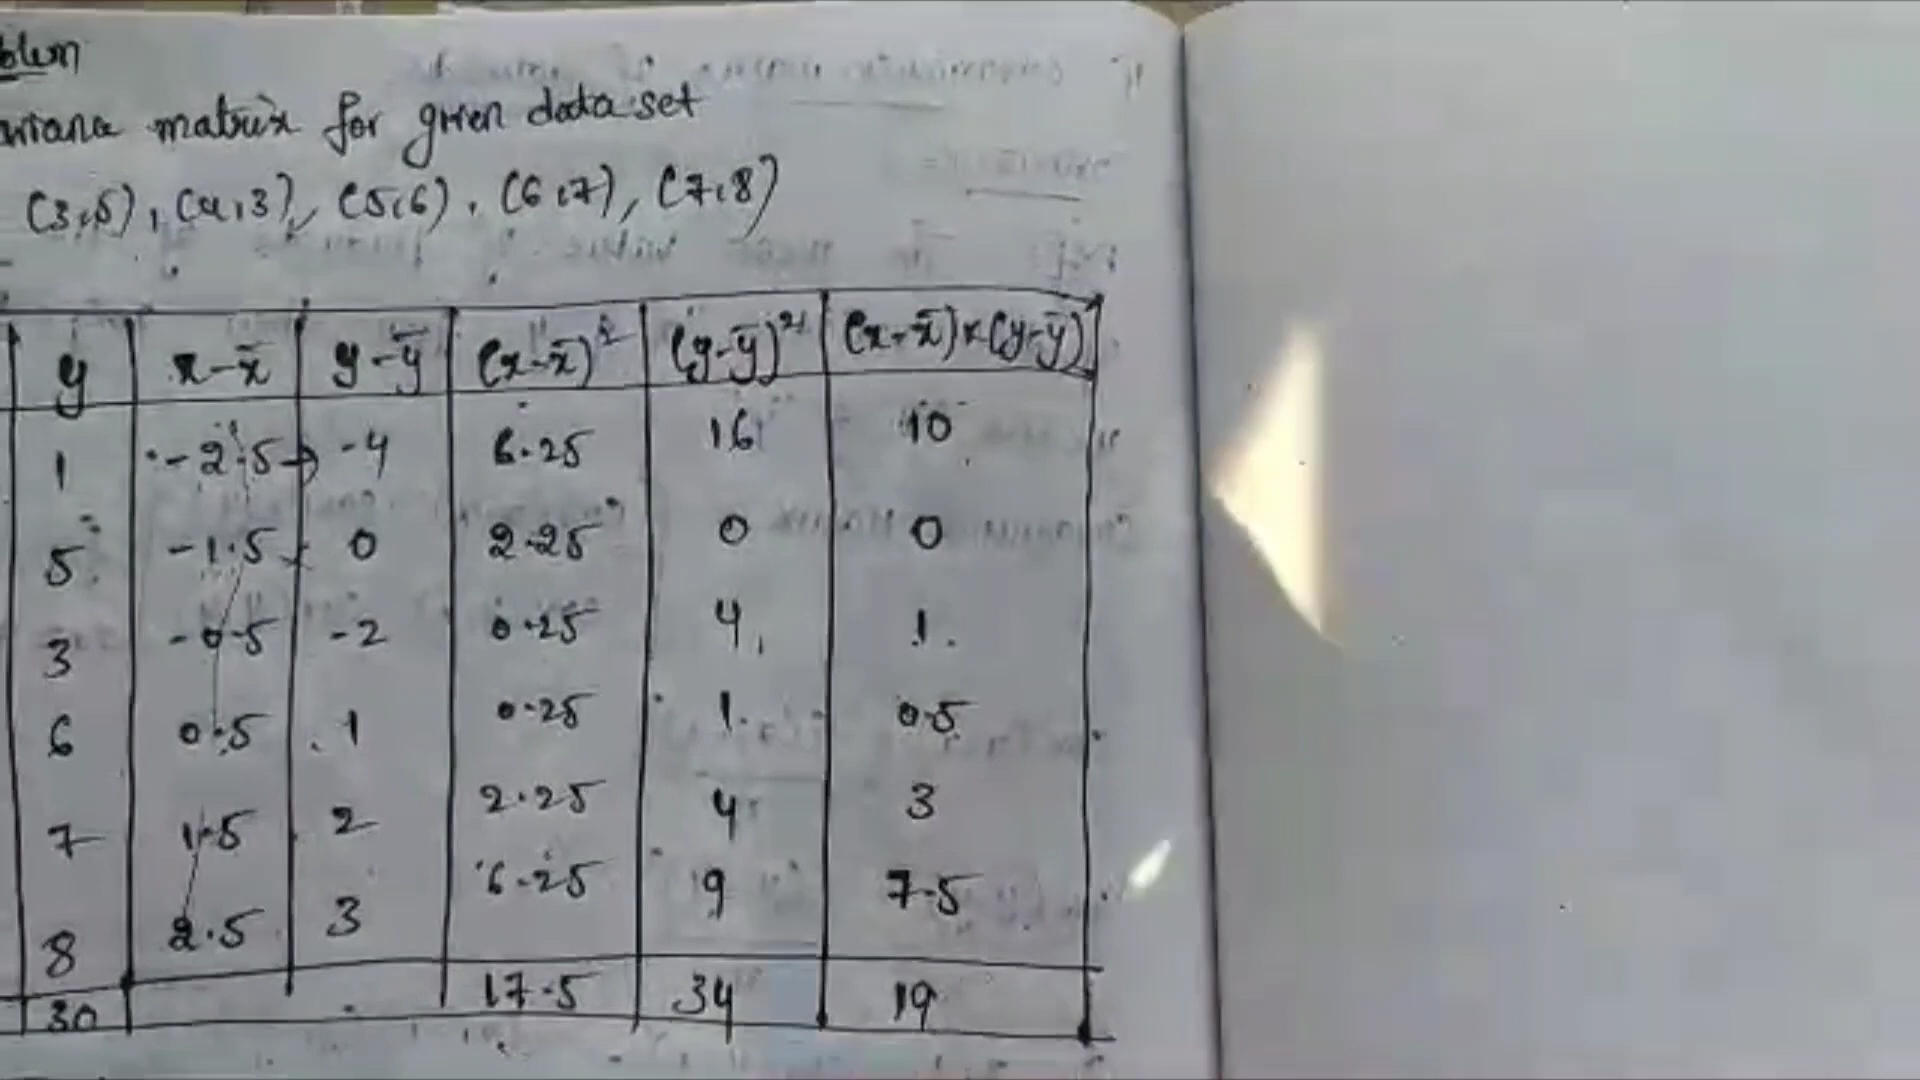 matrix for given data set
(3,5), (4,3), (5,6), (6,7), (7,8)
y x-x̄ y-ȳ (x-x̄)² (y-ȳ)² (x-x̄)×(y-ȳ)
1 -2.5 -4 6.25 16 10
5 -1.5 0 2.25 0 0
3 -0.5 -2 0.25 4 1
6 0.5 1 0.25 1 0.5
7 1.5 2 2.25 4 3
8 2.5 3 6.25 9 7.5
30 17.5 34 19